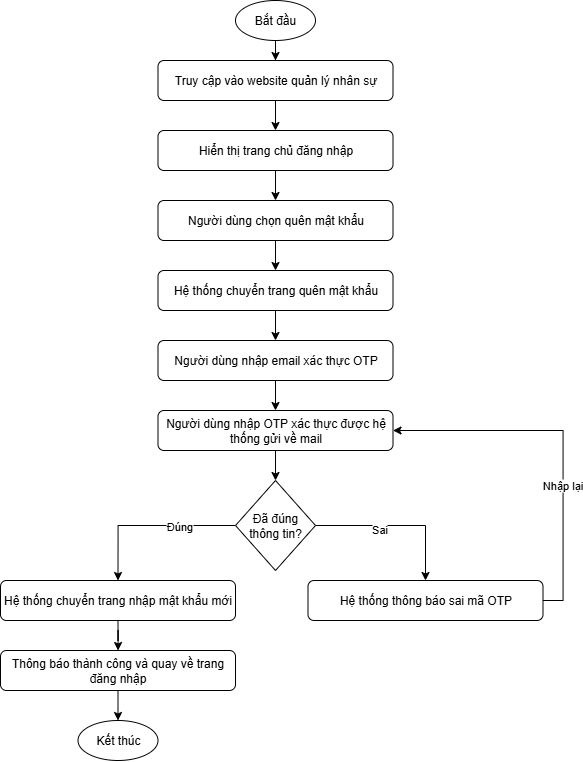 Bắt đầu
Truy cập vào website quản lý nhân sự
Hiển thị trang chủ đăng nhập
Người dùng chọn quên mật khẩu
Hệ thống chuyển trang quên mật khẩu
Người dùng nhập email xác thực OTP
Người dùng nhập OTP xác thực được hệ
thống gửi về mail
Nhập lại
Đã đúng
thông tin?
Đúng
Sai
Hệ thống chuyển trang nhập mật khẩu mới
Hệ thống thông báo sai mã OTP
Thông báo thành công và quay về trang
đăng nhập
Kết thúc